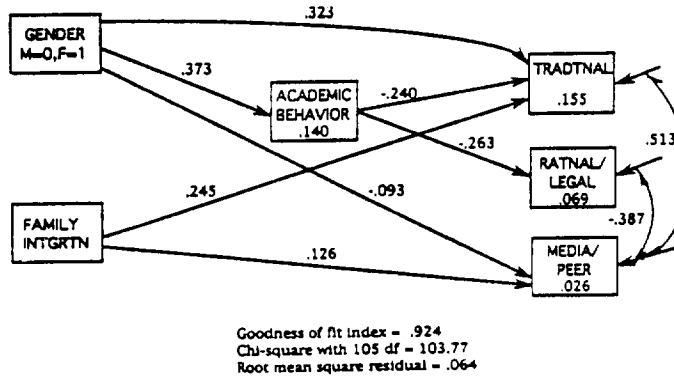 .323
GENDER
M=0,F=1
.373
TRADTNAL
.155
ACADEMIC
BEHAVIOR
.140
-.240
-.263
.513
RATNAL/
LEGAL
.069
.245
-.093
-.387
FAMILY
INTGRTN
.126
MEDIA/
PEER
.026
Goodness of fit index = .924
Chi-square with 105 df = 103.77
Root mean square residual = .064